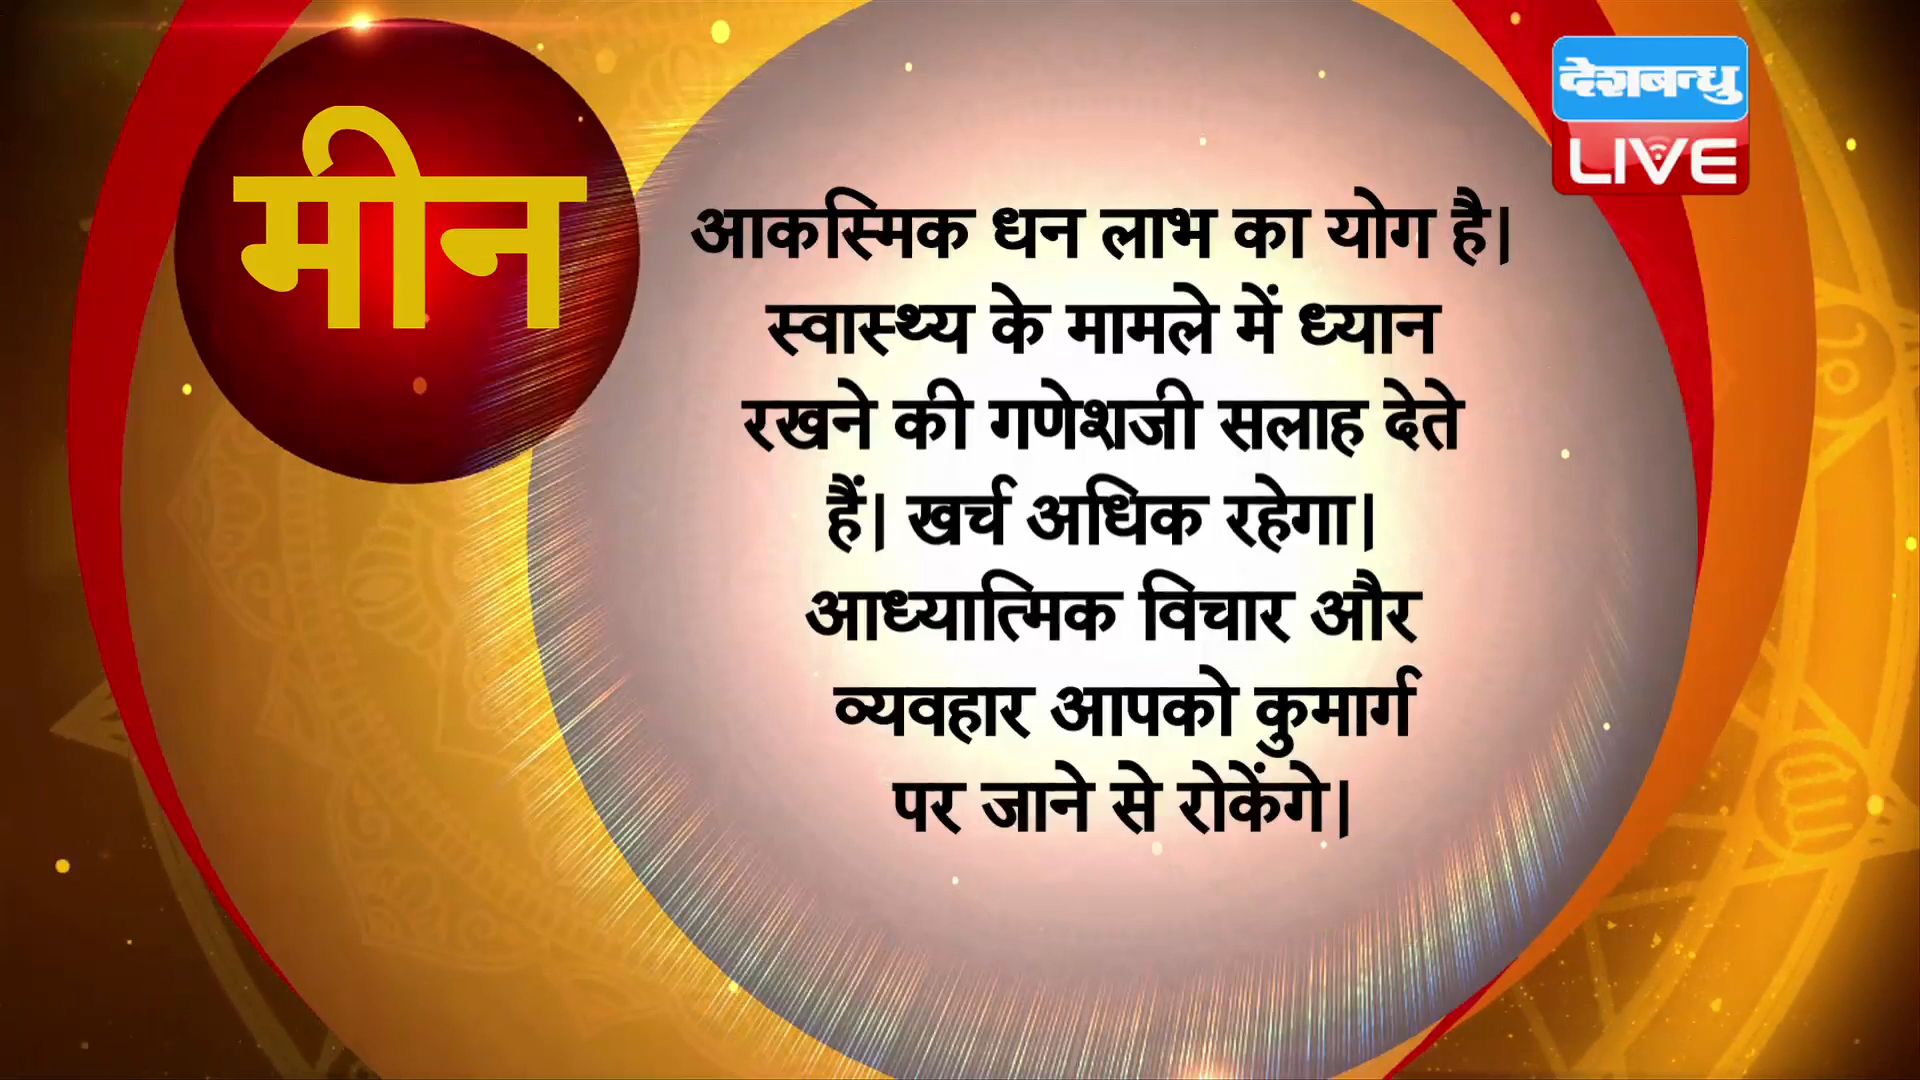 मीन
देशबन्धु
LIVE
आकस्मिक धन लाभ का योग है।
स्वास्थ्य के मामले में ध्यान
रखने की गणेशजी सलाह देते
हैं। खर्च अधिक रहेगा।
आध्यात्मिक विचार और
व्यवहार आपको कुमार्ग
पर जाने से रोकेंगे।